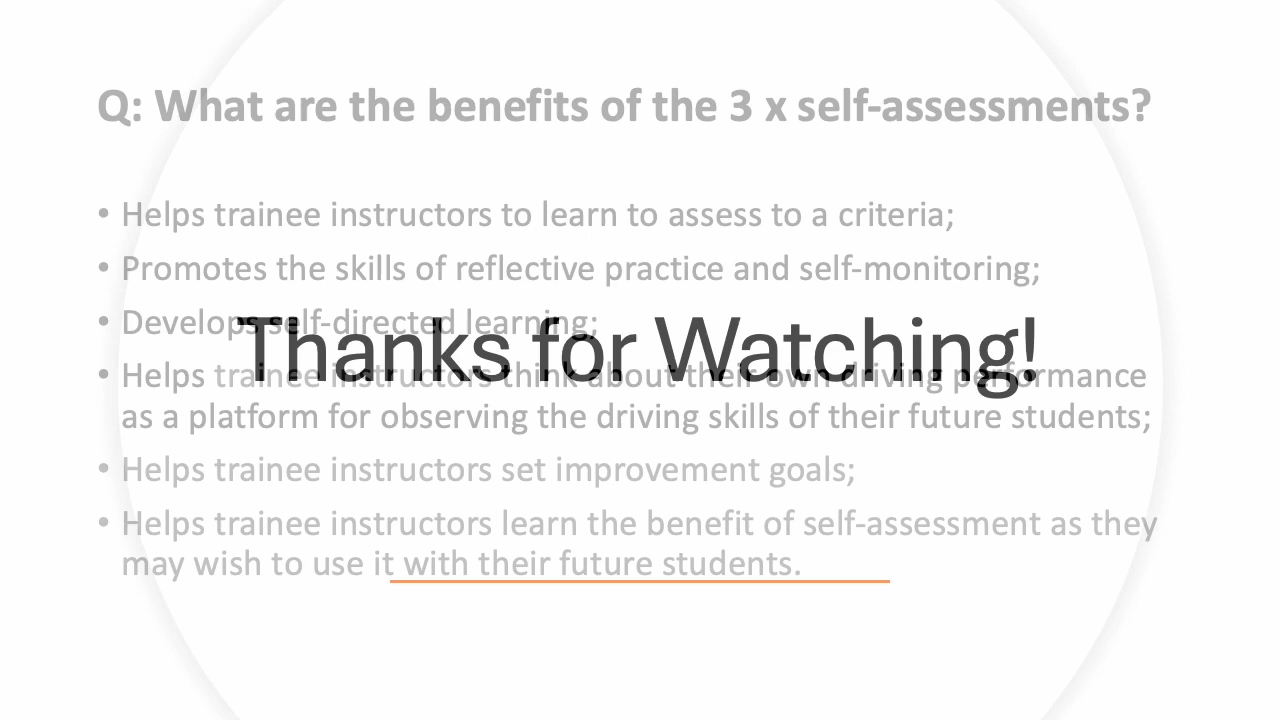 Q: What are the benefits of the 3 x self-assessments?
• Helps trainee instructors to learn to assess to a criteria;
• Promotes the skills of reflective practice and self-monitoring;
• Develops self-directed learning;
Thanks for Watching!
• Helps trainee instructors think about their own driving performance
as a platform for observing the driving skills of their future students;
• Helps trainee instructors set improvement goals;
• Helps trainee instructors learn the benefit of self-assessment as they
may wish to use it with their future students.